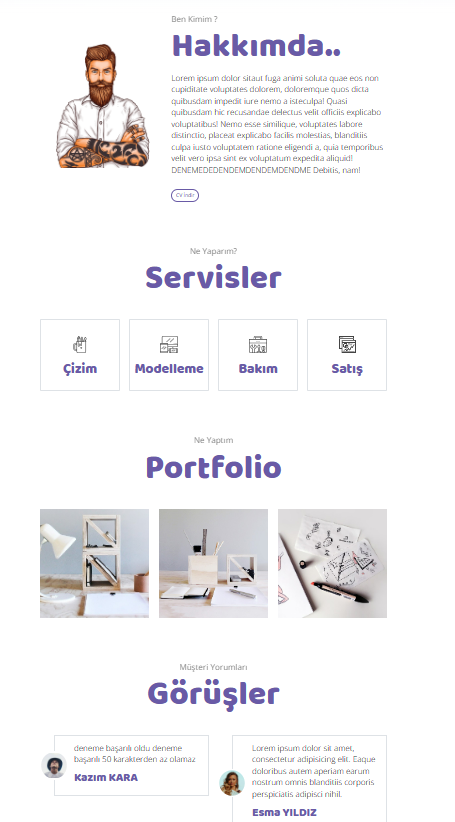 Ben Kimim ?
Hakkımda..
Lorem ipsum dolor sitaut fuga animi soluta quae eos non
cupiditate voluptates dolorem, doloremque quos dicta
quibusdam impedit iure nemo a isteculpa! Quasi
quibusdam hic recusandae delectus velit officiis explicabo
voluptatibus! Nemo esse similique, voluptates labore
distinctio, placeat explicabo facilis molestias, blanditiis
culpa iusto voluptatem ratione eligendi a, quia temporibus
velit vero ipsa sint ex voluptatum expedita aliquid!
DENEMEDEDENDEMDENDEMDENDME Debitis, nam!
CV İndir
Ne Yaparım?
Servisler
Çizim
Modelleme
Bakım
Satış
Ne Yaptım
Portfolio
Müşteri Yorumları
Görüşler
deneme başarılı oldu deneme
başarılı 50 karakterden az olamaz
Kazım KARA
Lorem ipsum dolor sit amet,
consectetur adipisicing elit. Eaque
doloribus autem aperiam earum
nostrum blanditiis corporis
perspiciatis adipisci nihil.
Esma YILDIZ